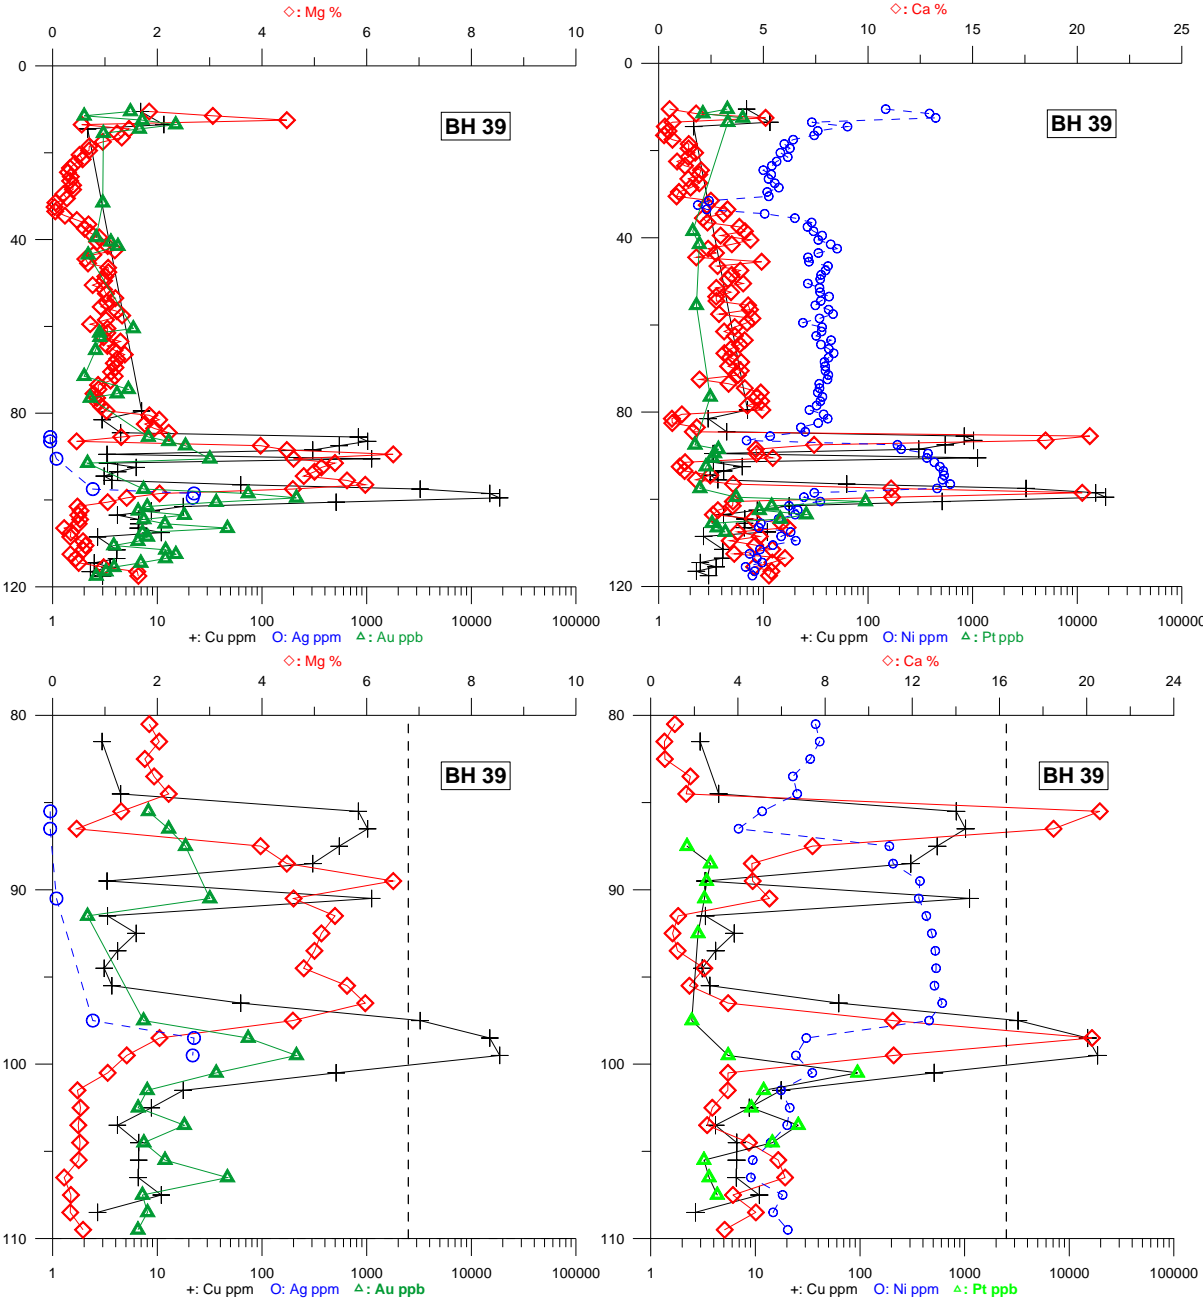 ◇: Mg %
0 2 4 6 8 10
0
40
80
120
BH 39
1 10 100 1000 10000 100000
+: Cu ppm O: Ag ppm △: Au ppb
◇: Ca %
0 5 10 15 20 25
0
40
80
120
BH 39
1 10 100 1000 10000 100000
+: Cu ppm O: Ni ppm △: Pt ppb
◇: Mg %
0 2 4 6 8 10
80
90
100
110
BH 39
1 10 100 1000 10000 100000
+: Cu ppm O: Ag ppm △: Au ppb
◇: Ca %
0 4 8 12 16 20 24
80
90
100
110
BH 39
1 10 100 1000 10000 100000
+: Cu ppm O: Ni ppm △: Pt ppb